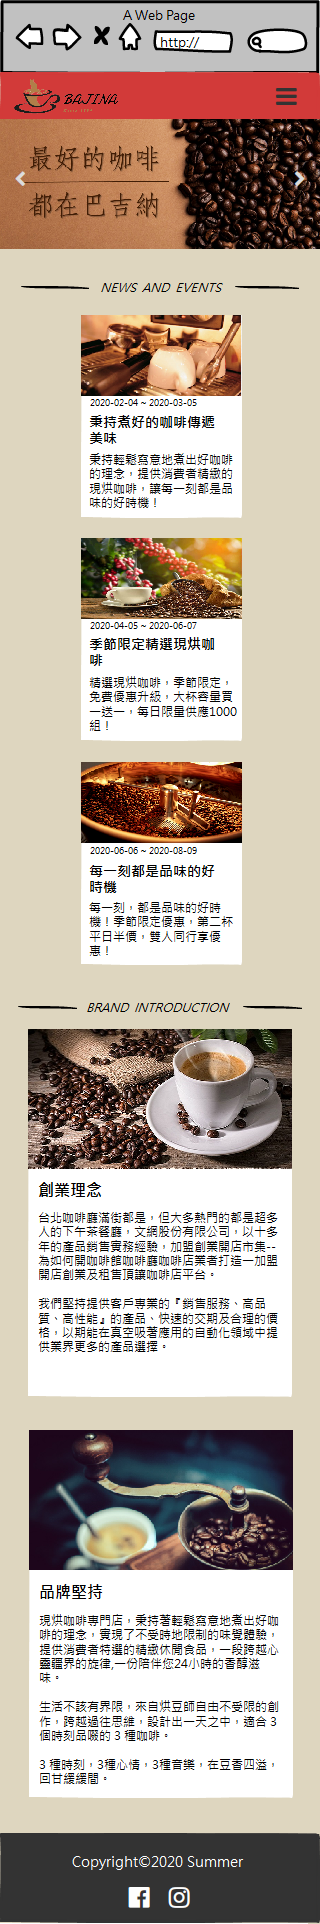 A Web Page
http://
BAJINA
最好的咖啡
都在巴吉納
NEWS AND EVENTS
2020-02-04 ~ 2020-03-05
秉持煮好的咖啡傳遞
美味
秉持輕鬆寫意地煮出好咖啡
的理念，提供消費者精緻的
現烘咖啡，讓每一刻都是品
味的好時機！
2020-04-05 ~ 2020-06-07
季節限定精選現烘咖
啡
精選現烘咖啡，季節限定，
免費優惠升級，大杯容量買
一送一，每日限量供應1000
組！
2020-06-06 ~ 2020-08-09
每一刻都是品味的好
時機
每一刻，都是品味的好時
機！季節限定優惠，第二杯
平日半價，雙人同行享優
惠！
BRAND INTRODUCTION
創業理念
台北咖啡廳滿街都是，但大多熱門的都是超多
人的下午茶餐廳，文網股份有限公司，以十多
年的產品銷售實務經驗，加盟創業開店市集--
為如何開咖啡館咖啡廳咖啡店業者打造一加盟
開店創業及租售頂讓咖啡店平台。
我們堅持提供客戶專業的『銷售服務、高品
質、高性能』的產品、快速的交期及合理的價
格，以期能在真空吸著應用的自動化領域中提
供業界更多的產品選擇。
品牌堅持
現烘咖啡專門店，秉持著輕鬆寫意地煮出好咖
啡的理念，實現了不受時地限制的味覺體驗，
提供消費者特選的精緻休閒食品，一段跨越心
靈疆界的旋律,一份陪伴您24小時的香醇滋
味。
生活不該有界限，來自烘豆師自由不受限的創
作，跨越過往思維，設計出一天之中，適合 3
個時刻品啜的 3 種咖啡。
3 種時刻，3種心情，3種音樂，在豆香四溢，
回甘緩緩間。
Copyright©2020 Summer